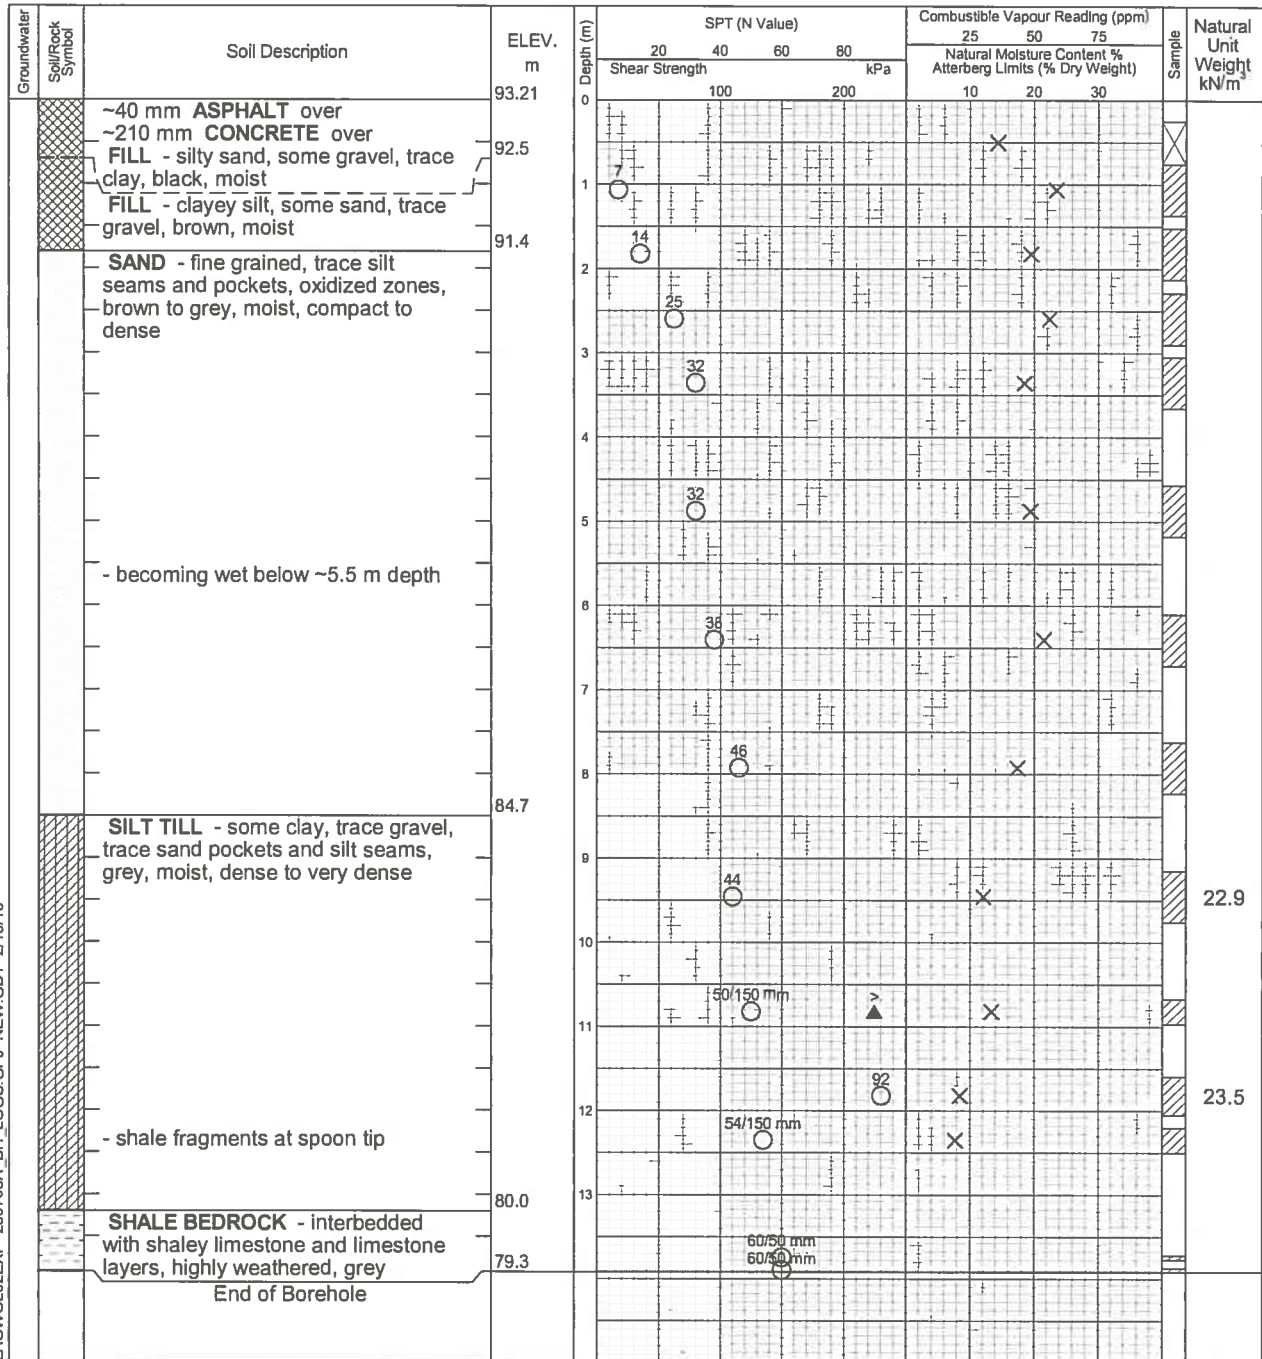 Groundwater
Soil/Rock
Symbol
Soil Description
ELEV.
m
Depth (m)
SPT (N Value)
20 40 60 80
Shear Strength kPa
100 200
Combustible Vapour Reading (ppm)
25 50 75
Natural Moisture Content %
Atterberg Limits (% Dry Weight)
10 20 30
Sample
Natural
Unit
Weight
kN/m³
93.21
0
~40 mm ASPHALT over
~210 mm CONCRETE over
FILL - silty sand, some gravel, trace
clay, black, moist
92.5
7
1
FILL - clayey silt, some sand, trace
gravel, brown, moist
91.4
14
SAND - fine grained, trace silt
seams and pockets, oxidized zones,
brown to grey, moist, compact to
dense
2
25
3
32
4
32
5
- becoming wet below ~5.5 m depth
6
38
7
46
8
84.7
SILT TILL - some clay, trace gravel,
trace sand pockets and silt seams,
grey, moist, dense to very dense
9
44
22.9
10
50/150 mm
>
11
92
23.5
12
54/150 mm
- shale fragments at spoon tip
13
80.0
SHALE BEDROCK - interbedded
with shaley limestone and limestone
layers, highly weathered, grey
60/50 mm
60/50 mm
79.3
End of Borehole